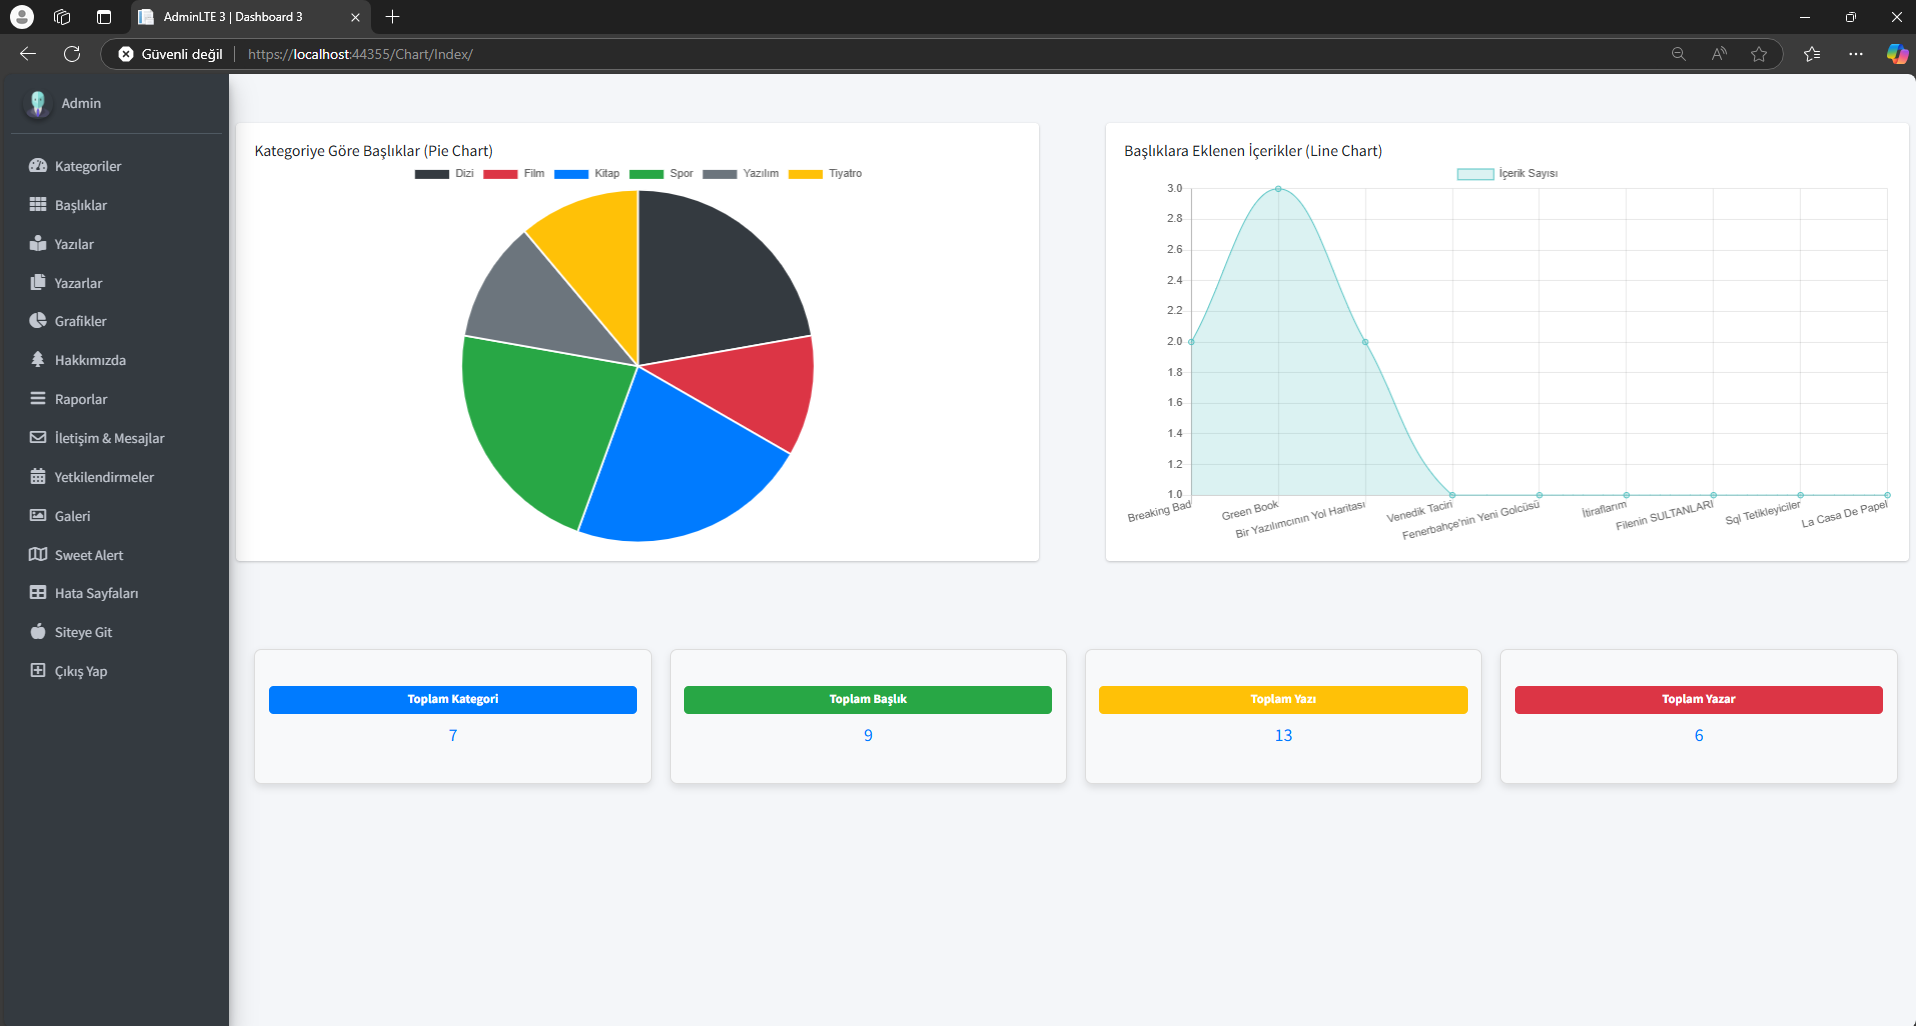 AdminLTE 3 | Dashboard 3
Güvenli değil
https://localhost:44355/Chart/Index/
Admin
Kategoriler
Başlıklar
Yazılar
Yazarlar
Grafikler
Hakkımızda
Raporlar
İletişim & Mesajlar
Yetkilendirmeler
Galeri
Sweet Alert
Hata Sayfaları
Siteye Git
Çıkış Yap
Kategoriye Göre Başlıklar (Pie Chart)
Dizi Film Kitap Spor Yazılım Tiyatro
Başlıklara Eklenen İçerikler (Line Chart)
İçerik Sayısı
3.0
2.8
2.6
2.4
2.2
2.0
1.8
1.6
1.4
1.2
1.0
Breaking Bad
Green Book
Bir Yazılımcının Yol Haritası
Venedik Taciri
Fenerbahçe'nin Yeni Golcüsü
İtiraflarım
Filenin SULTANLARI
Sql Tetikleyiciler
La Casa De Papel
Toplam Kategori
7
Toplam Başlık
9
Toplam Yazı
13
Toplam Yazar
6